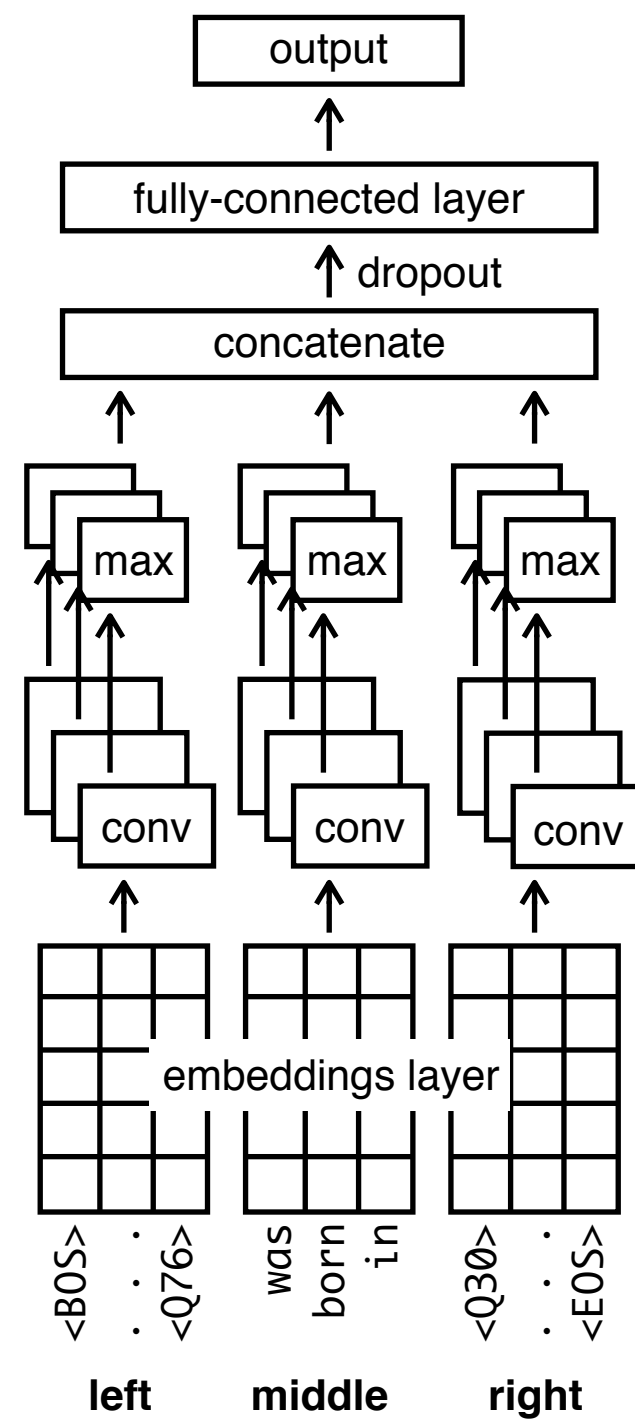 output
fully-connected layer
dropout
concatenate
max max max
conv conv conv
embeddings layer
<BOS> . . . <Q76> was born in <Q30> . . . <EOS>
left middle right